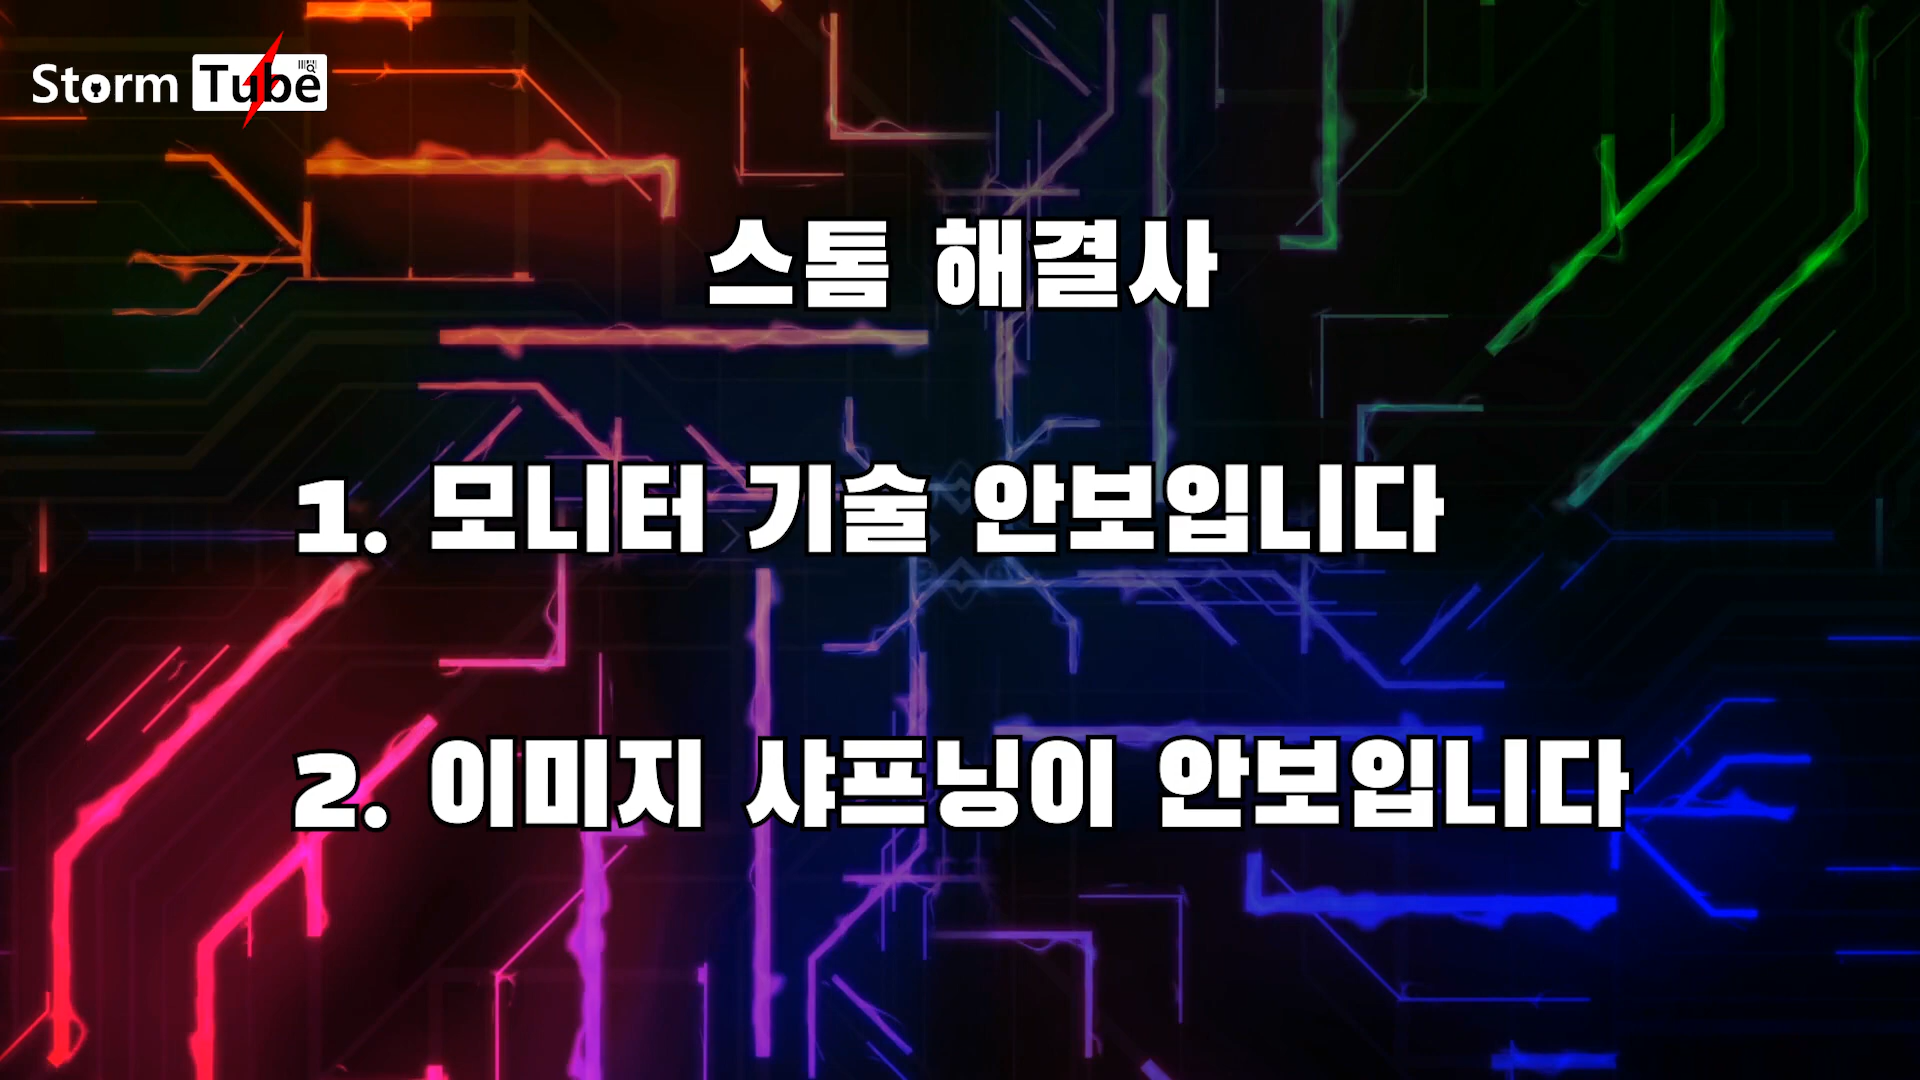 Storm Tube
스톰 해결사
1. 모니터 기술 안보입니다
2. 이미지 샤프닝이 안보입니다